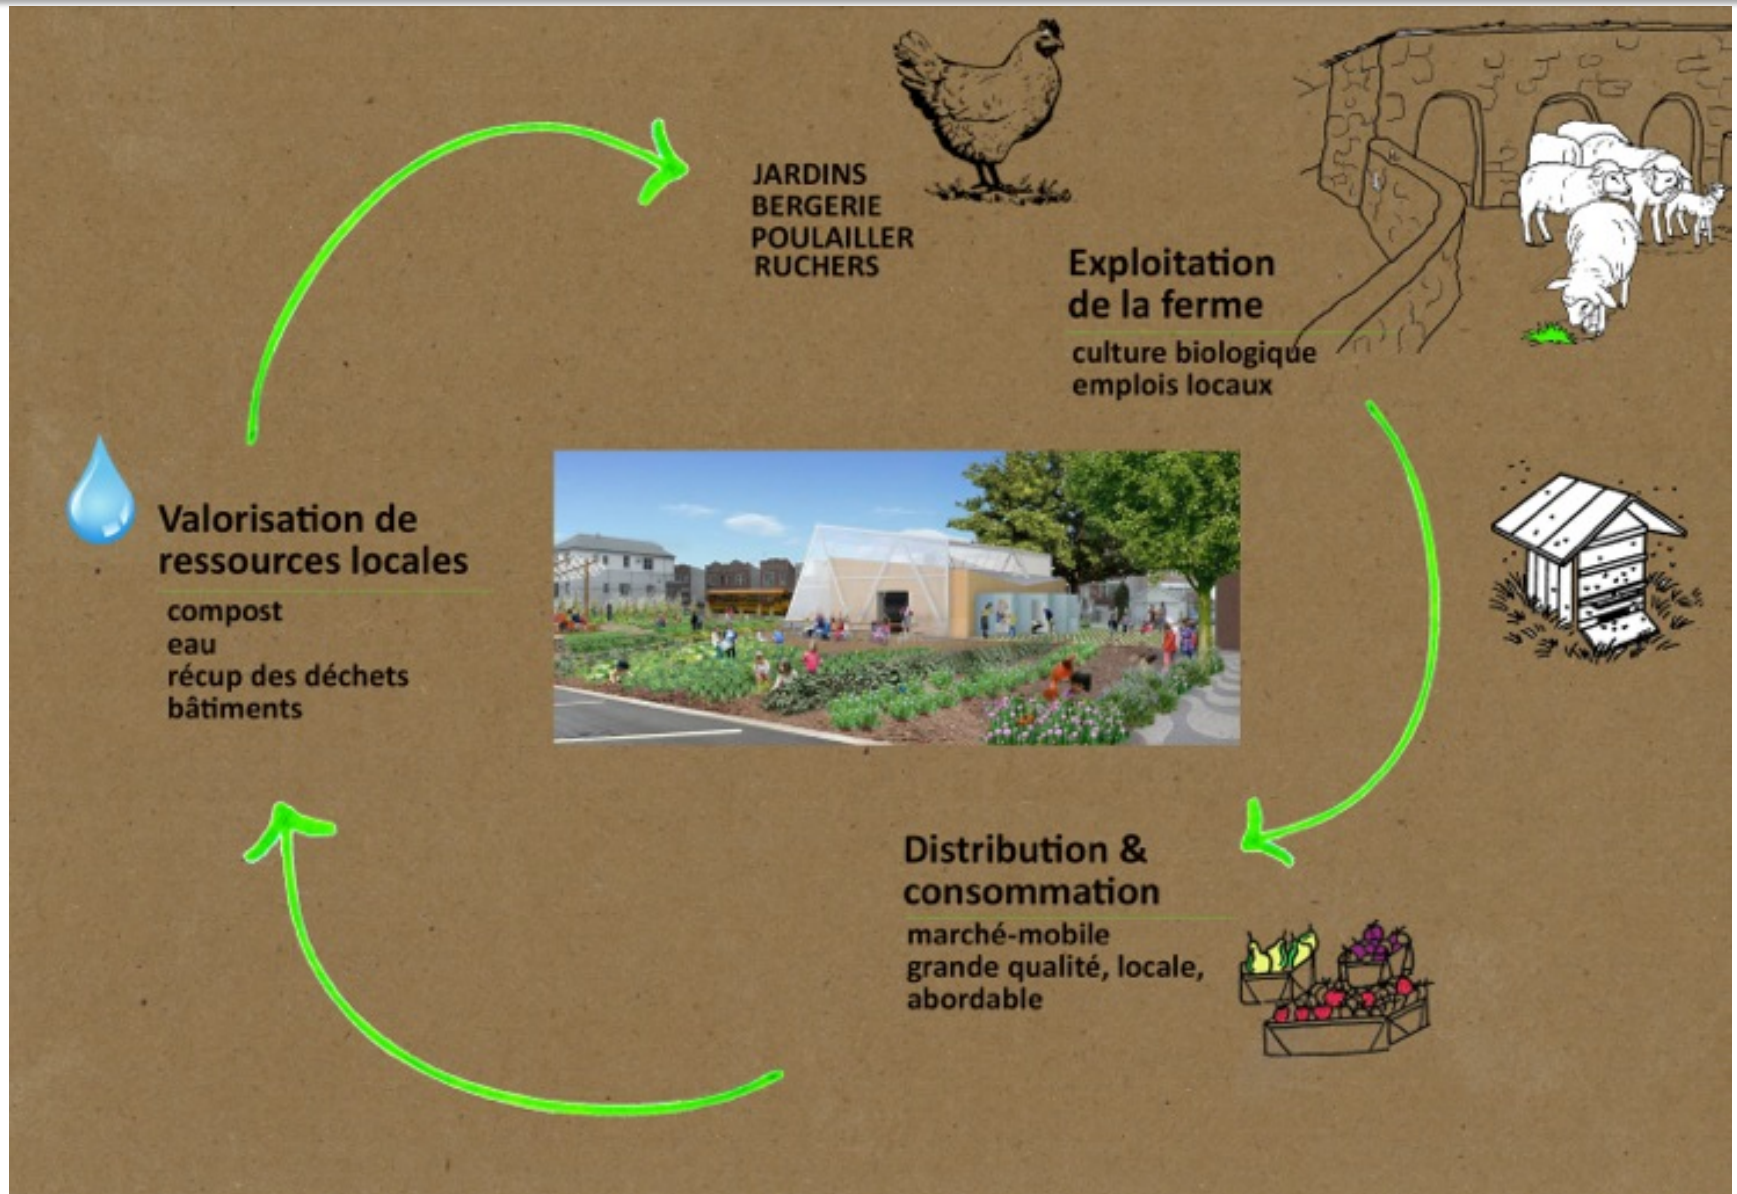 JARDINS
BERGERIE
POULAILLER
RUCHERS
Exploitation
de la ferme
culture biologique
emplois locaux
Valorisation de
ressources locales
compost
eau
récup des déchets
bâtiments
Distribution &
consommation
marché-mobile
grande qualité, locale,
abordable